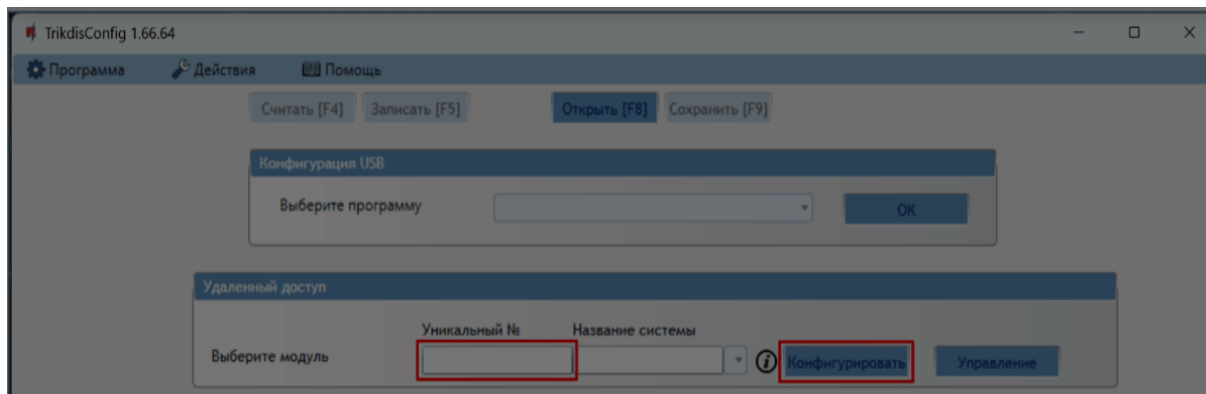 TrikdisConfig 1.66.64
Программа Действия Помощь
Считать [F4] Записать [F5] Открыть [F8] Сохранить [F9]
Конфигурация USB
Выберите программу OK
Удаленный доступ
Уникальный № Название системы
Выберите модуль Конфигурировать Управление